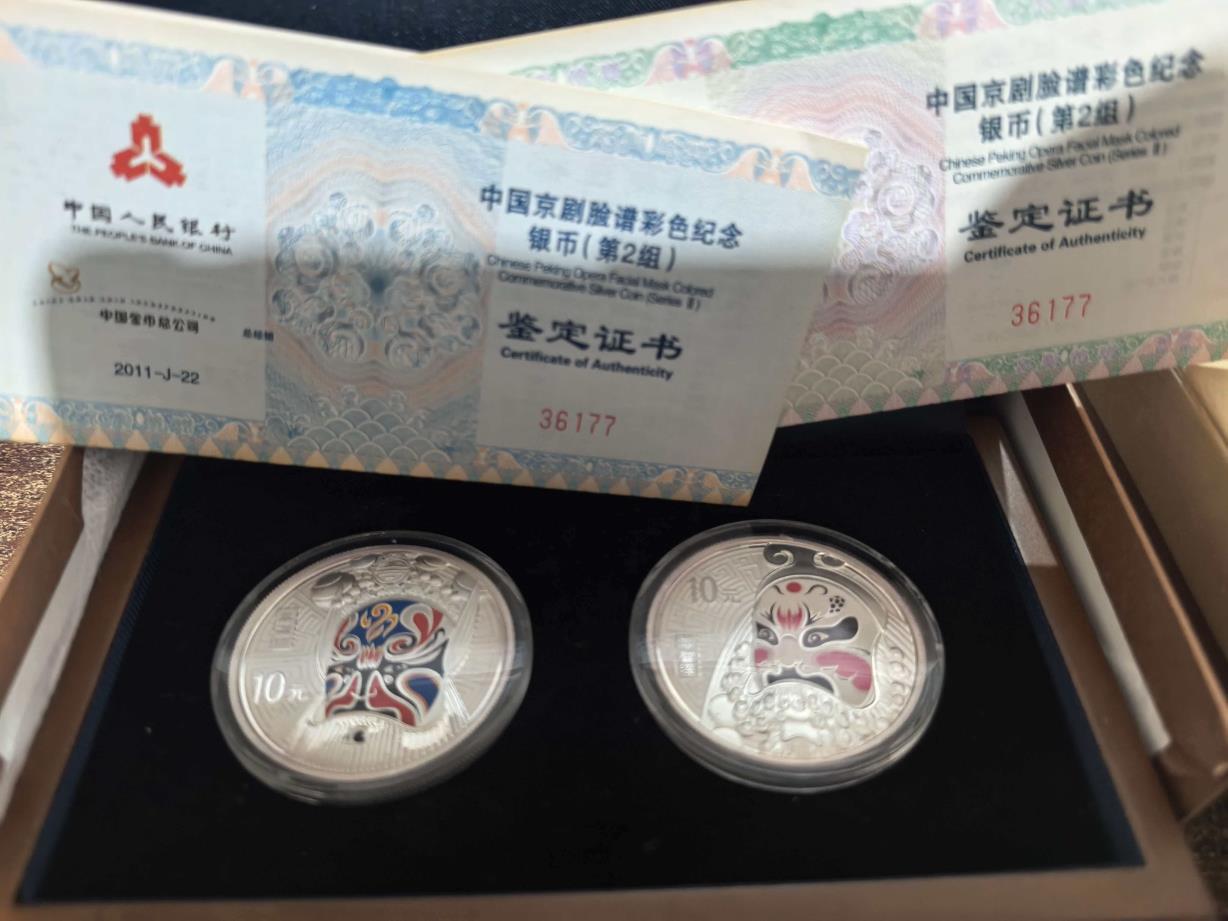 中国人民银行
THE PEOPLE'S BANK OF CHINA
中国金币总公司
2011-J-22
中国京剧脸谱彩色纪念
银币(第2组)
Chinese Peking Opera Facial Mask Colored
Commemorative Silver Coin (Series Ⅱ)
鉴定证书
Certificate of Authenticity
36177
中国京剧脸谱彩色纪念
银币(第2组)
Chinese Peking Opera Facial Mask Colored
Commemorative Silver Coin (Series Ⅱ)
鉴定证书
Certificate of Authenticity
36177
10元
10元